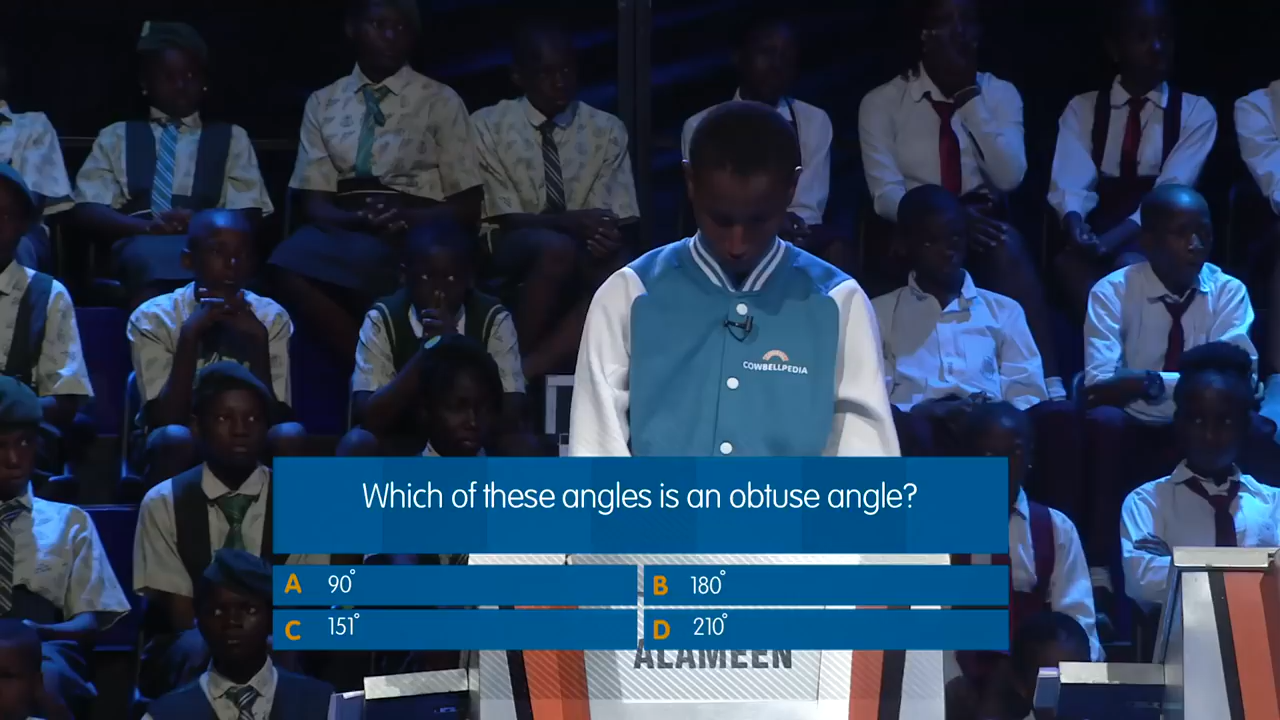 COWBELLPEDIA
Which of these angles is an obtuse angle?
A 90°
B 180°
C 151°
D 210°
ALAMEEN